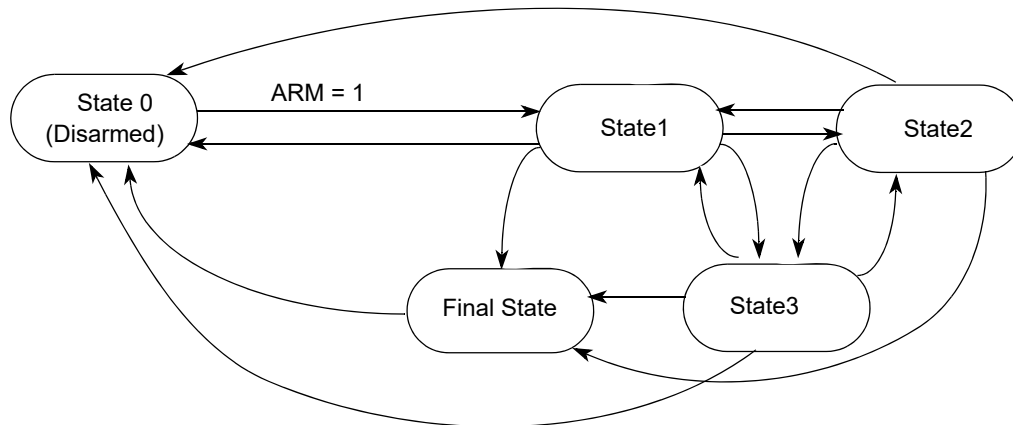 State 0
(Disarmed)
ARM = 1
State1
State2
Final State
State3